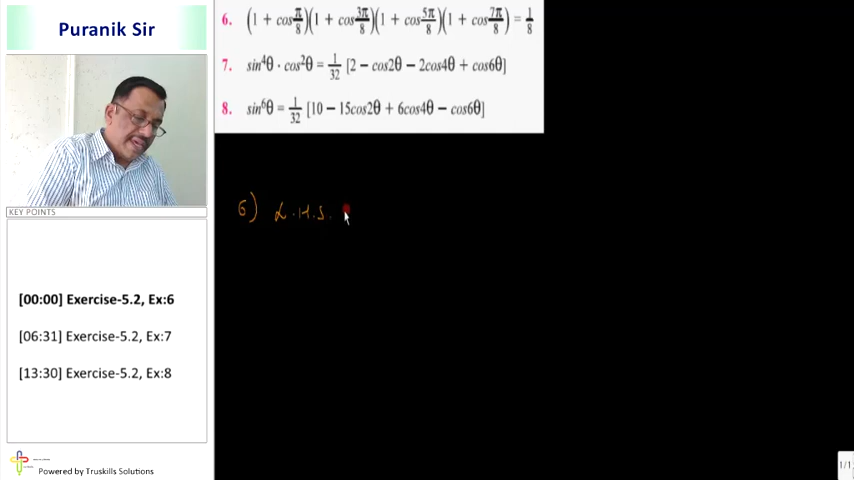 Puranik Sir
6. (1 + cos π/8)(1 + cos 3π/8)(1 + cos 5π/8)(1 + cos 7π/8) = 1/8
7. sin⁴θ · cos²θ = 1/32 [2 − cos2θ − 2cos4θ + cos6θ]
8. sin⁶θ = 1/32 [10 − 15cos2θ + 6cos4θ − cos6θ]
6) L.H.S.
KEY POINTS
[00:00] Exercise-5.2, Ex:6
[06:31] Exercise-5.2, Ex:7
[13:30] Exercise-5.2, Ex:8
Powered by Truskills Solutions
1/1